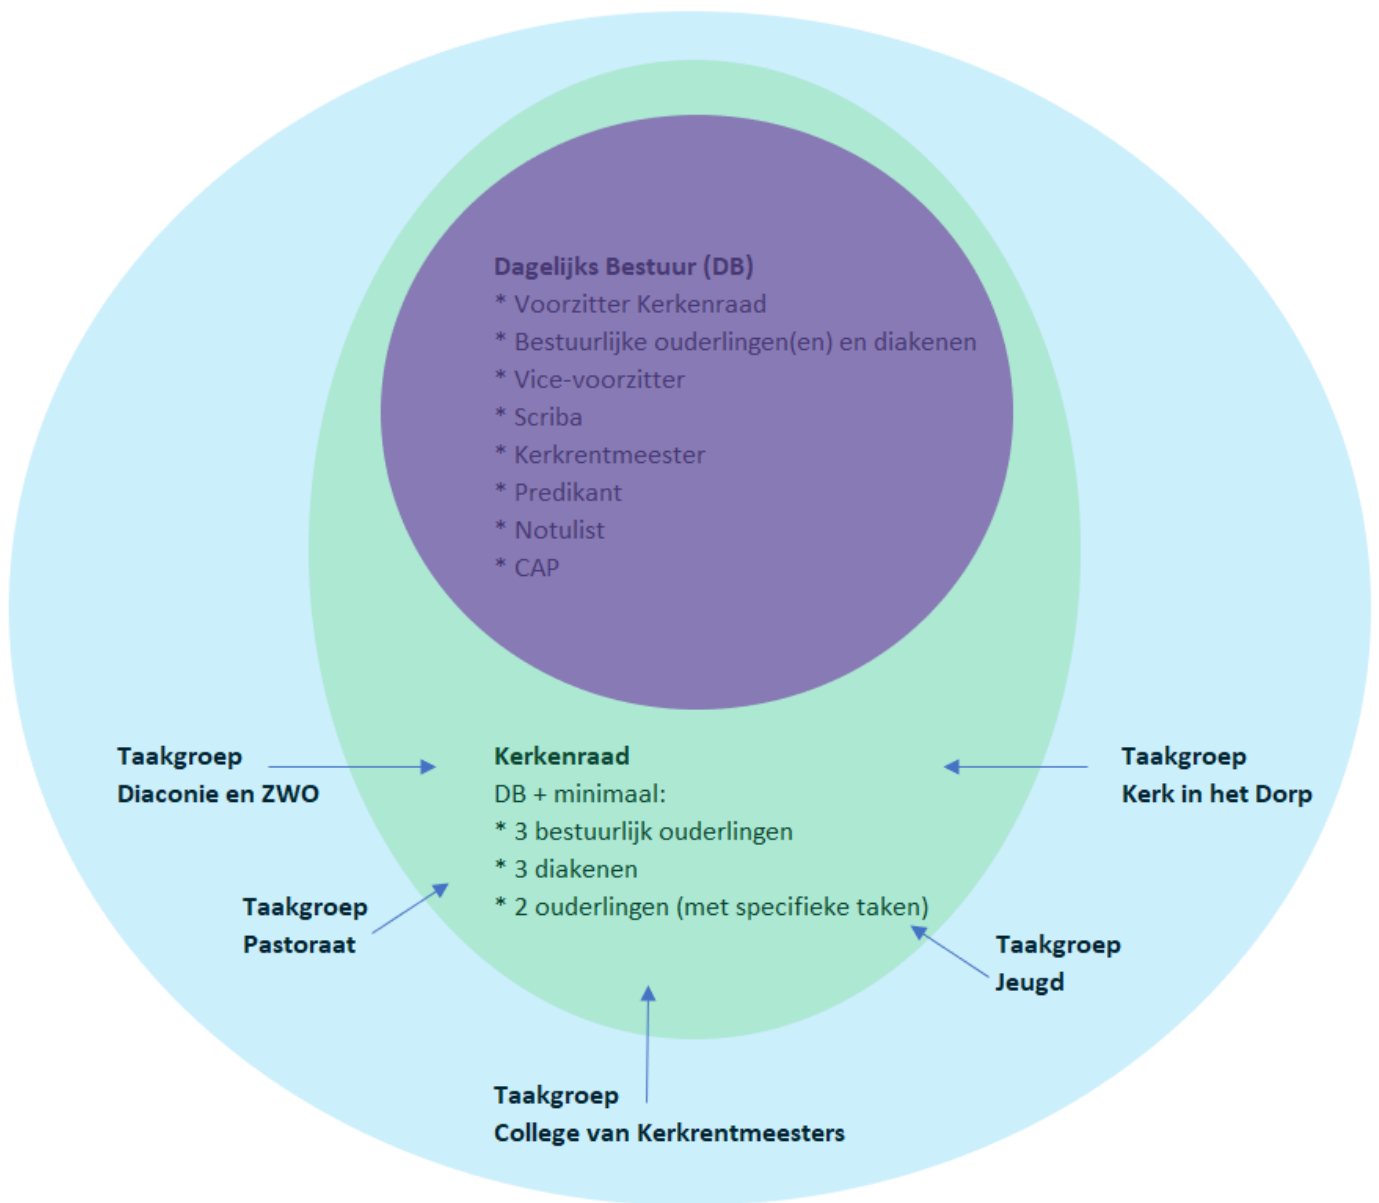 Dagelijks Bestuur (DB)
* Voorzitter Kerkenraad
* Bestuurlijke ouderlingen(en) en diakenen
* Vice-voorzitter
* Scriba
* Kerkrentmeester
* Predikant
* Notulist
* CAP
Taakgroep
Diaconie en ZWO
Kerkenraad
DB + minimaal:
* 3 bestuurlijk ouderlingen
* 3 diakenen
* 2 ouderlingen (met specifieke taken)
Taakgroep
Kerk in het Dorp
Taakgroep
Pastoraat
Taakgroep
Jeugd
Taakgroep
College van Kerkrentmeesters